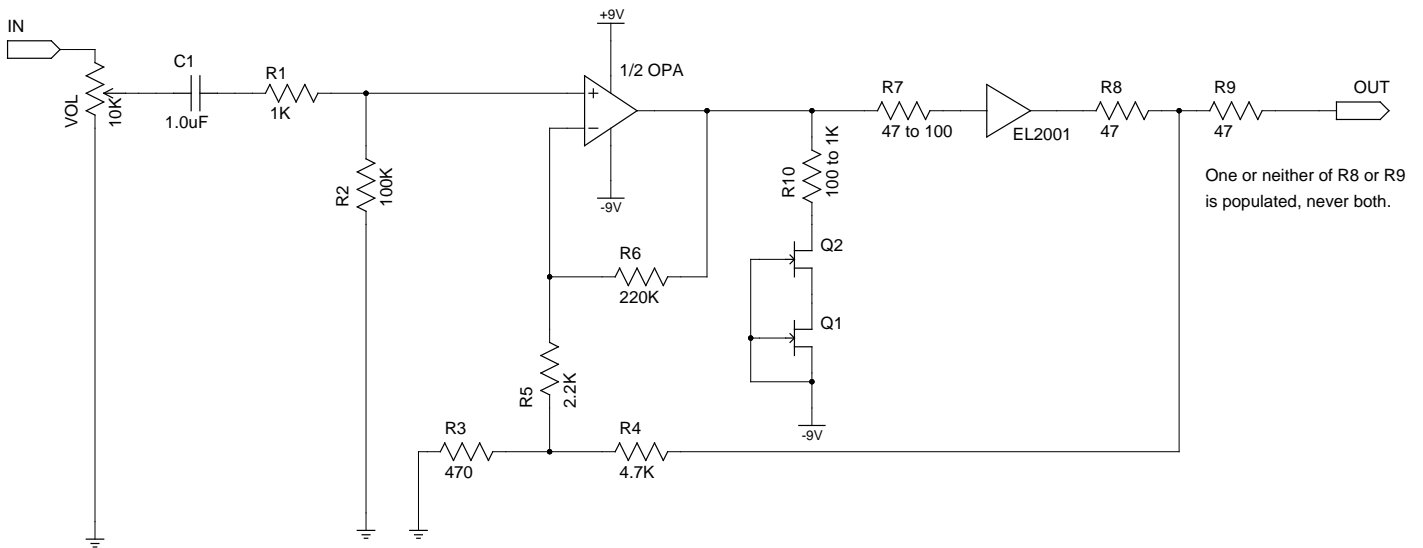 +9V
IN
C1
R1
1/2 OPA
R7
R8
R9
OUT
VOL
10K
1.0uF
1K
+
−
47 to 100
EL2001
47
47
R10
100 to 1K
One or neither of R8 or R9
is populated, never both.
R2
100K
-9V
Q2
R6
220K
Q1
R5
2.2K
-9V
R3
470
R4
4.7K